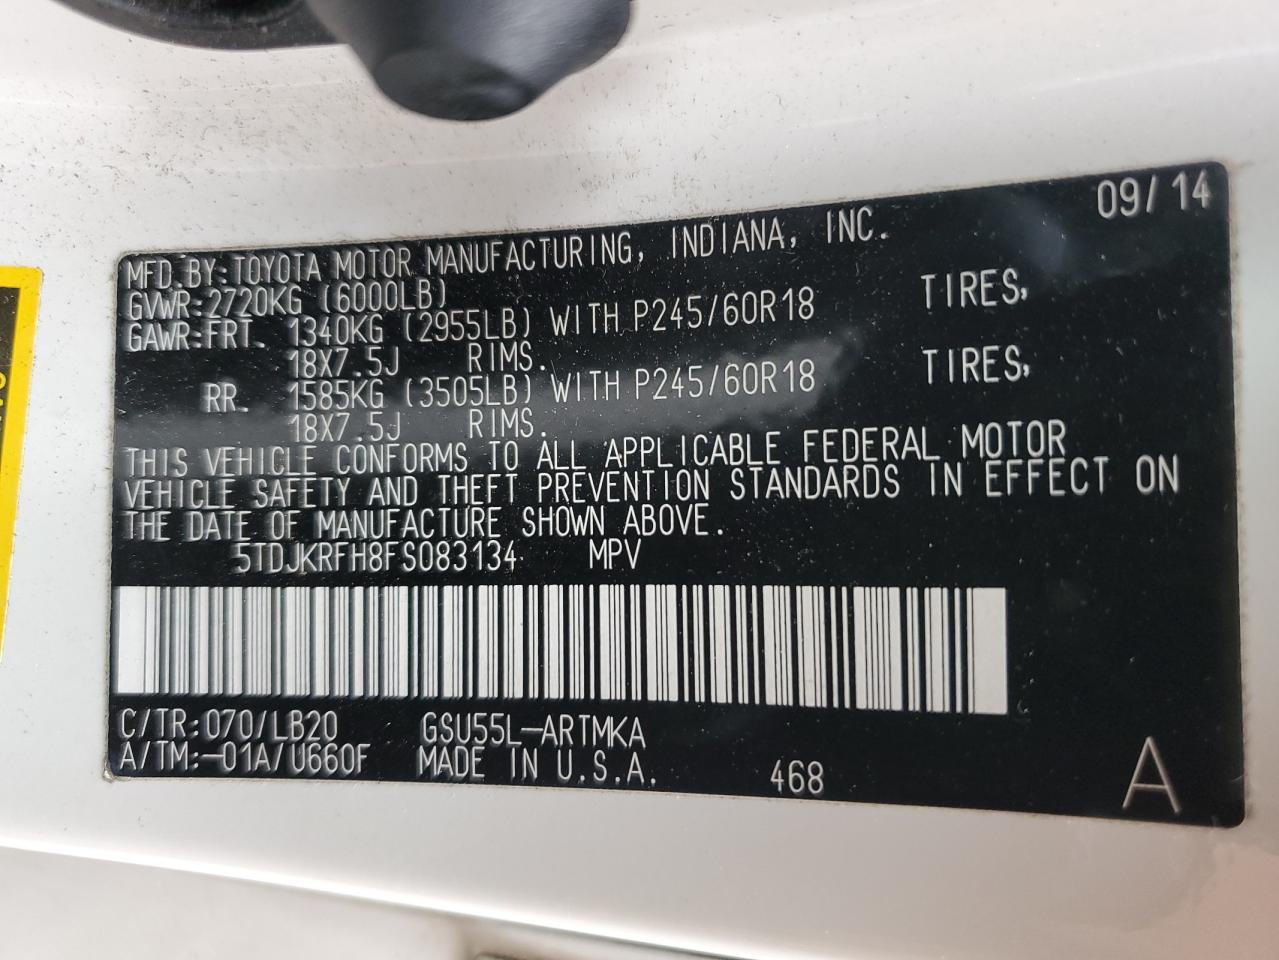 09/14
MFD.BY:TOYOTA MOTOR MANUFACTURING, INDIANA, INC.
GVWR:2720KG (6000LB)
GAWR:FRT. 1340KG (2955LB) WITH P245/60R18 TIRES,
18X7.5J RIMS.
RR. 1585KG (3505LB) WITH P245/60R18 TIRES,
18X7.5J RIMS.
THIS VEHICLE CONFORMS TO ALL APPLICABLE FEDERAL MOTOR
VEHICLE SAFETY AND THEFT PREVENTION STANDARDS IN EFFECT ON
THE DATE OF MANUFACTURE SHOWN ABOVE.
5TDJKRFH8FS083134 MPV
C/TR:070/LB20 GSU55L-ARTMKA
A/TM:-01A/U660F MADE IN U.S.A. 468 A